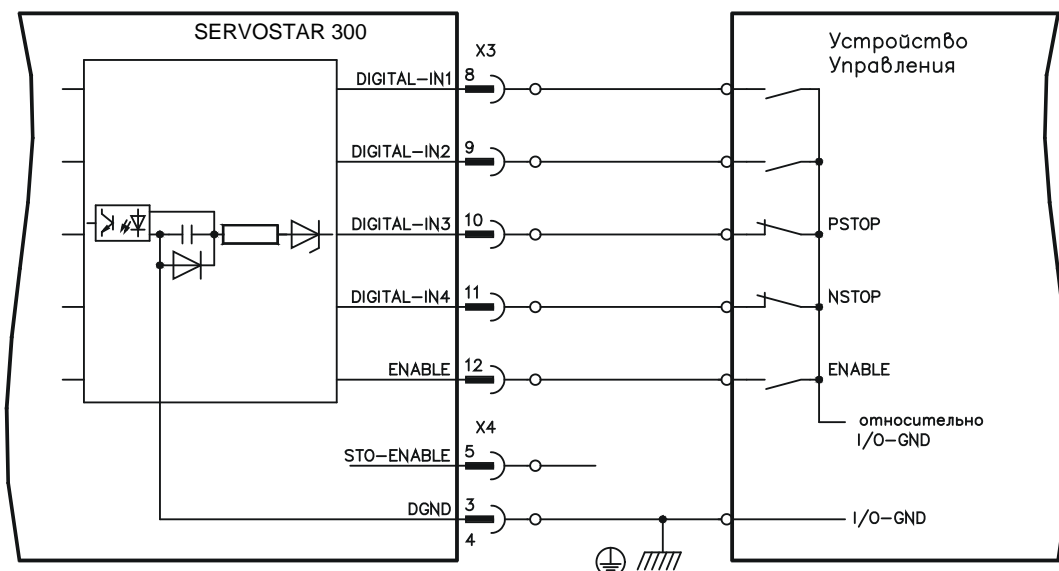 SERVOSTAR 300
X3
Устройство
Управления
DIGITAL-IN1 8
DIGITAL-IN2 9
DIGITAL-IN3 10 PSTOP
DIGITAL-IN4 11 NSTOP
ENABLE 12 ENABLE
относительно
I/O-GND
X4
STO-ENABLE 5
DGND 3 I/O-GND
4